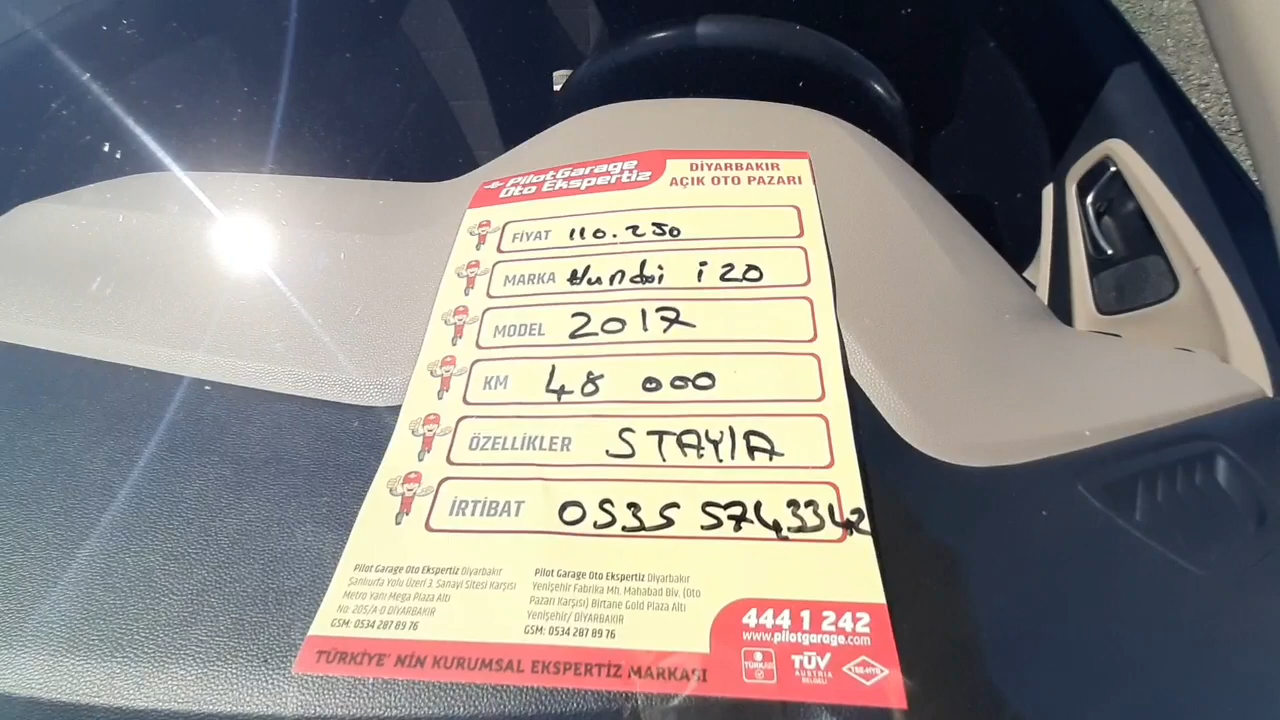 PilotGarage
Oto Ekspertiz
DİYARBAKIR
AÇIK OTO PAZARI
FİYAT 110.250
MARKA Hundai i 20
MODEL 2017
KM 48 000
ÖZELLİKLER STAYIA
İRTİBAT 0535 5743342
Pilot Garage Oto Ekspertiz Diyarbakır
Şanlıurfa Yolu Üzeri 3. Sanayi Sitesi Karşısı
Metro Yanı Mega Plaza Altı
No: 205/A-D DİYARBAKIR
GSM: 0534 287 89 76
Pilot Garage Oto Ekspertiz Diyarbakır
Yenişehir Fabrika Mh. Mahabad Blv. (Oto
Pazarı Karşısı) Birtane Gold Plaza Altı
Yenişehir/ DİYARBAKIR
GSM: 0534 287 89 76
444 1 242
www.pilotgarage.com
TÜRKİYE' NİN KURUMSAL EKSPERTİZ MARKASI
TÜRKAK
TÜV
AUSTRIA
BELGELİ
TSE-HYB